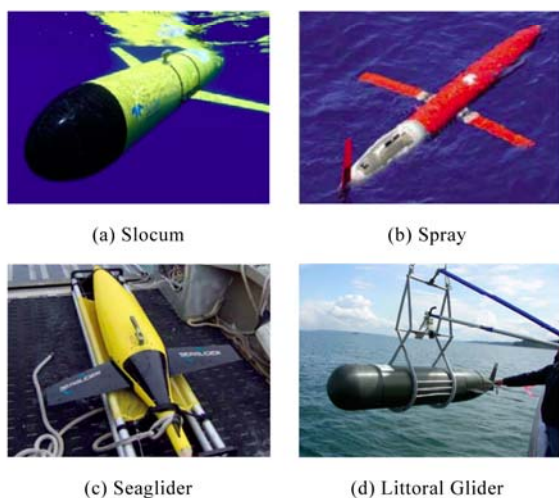 (a) Slocum
(b) Spray
SEAGLIDER
SEAGLIDER
(c) Seaglider
(d) Littoral Glider